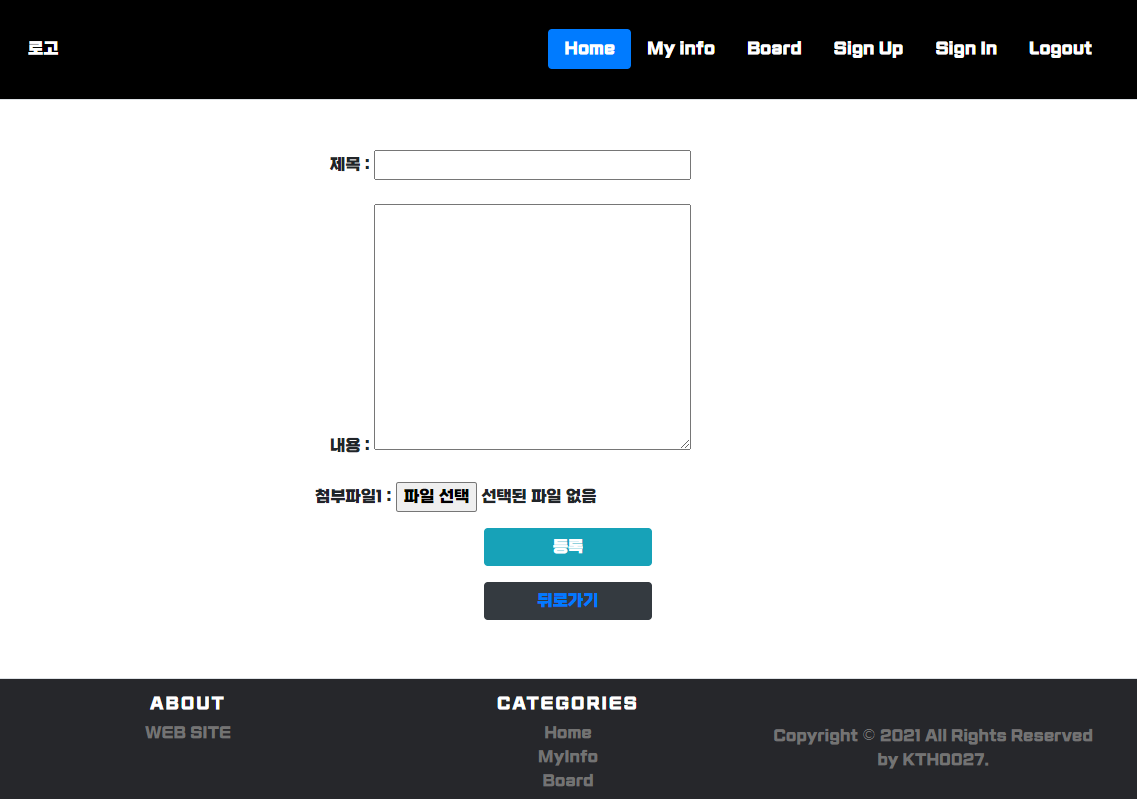 로고 Home My info Board Sign Up Sign In Logout
제목 :
내용 :
첨부파일1 : 파일 선택 선택된 파일 없음
등록
뒤로가기
ABOUT
WEB SITE
CATEGORIES
Home
MyInfo
Board
Copyright © 2021 All Rights Reserved
by KTH0027.